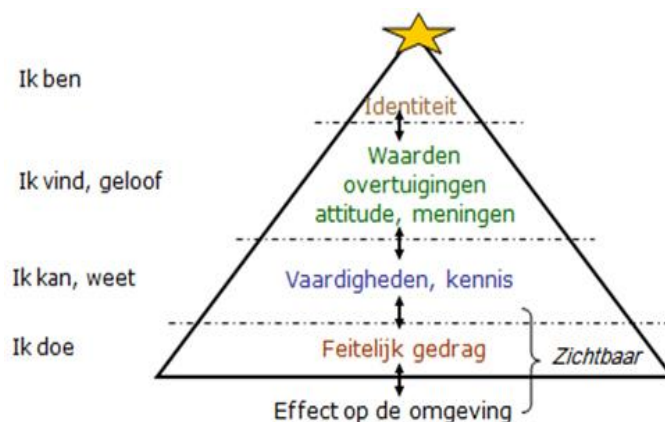 Ik ben
Identiteit
Ik vind, geloof
Waarden
overtuigingen
attitude, meningen
Ik kan, weet
Vaardigheden, kennis
Ik doe
Feitelijk gedrag
Zichtbaar
Effect op de omgeving